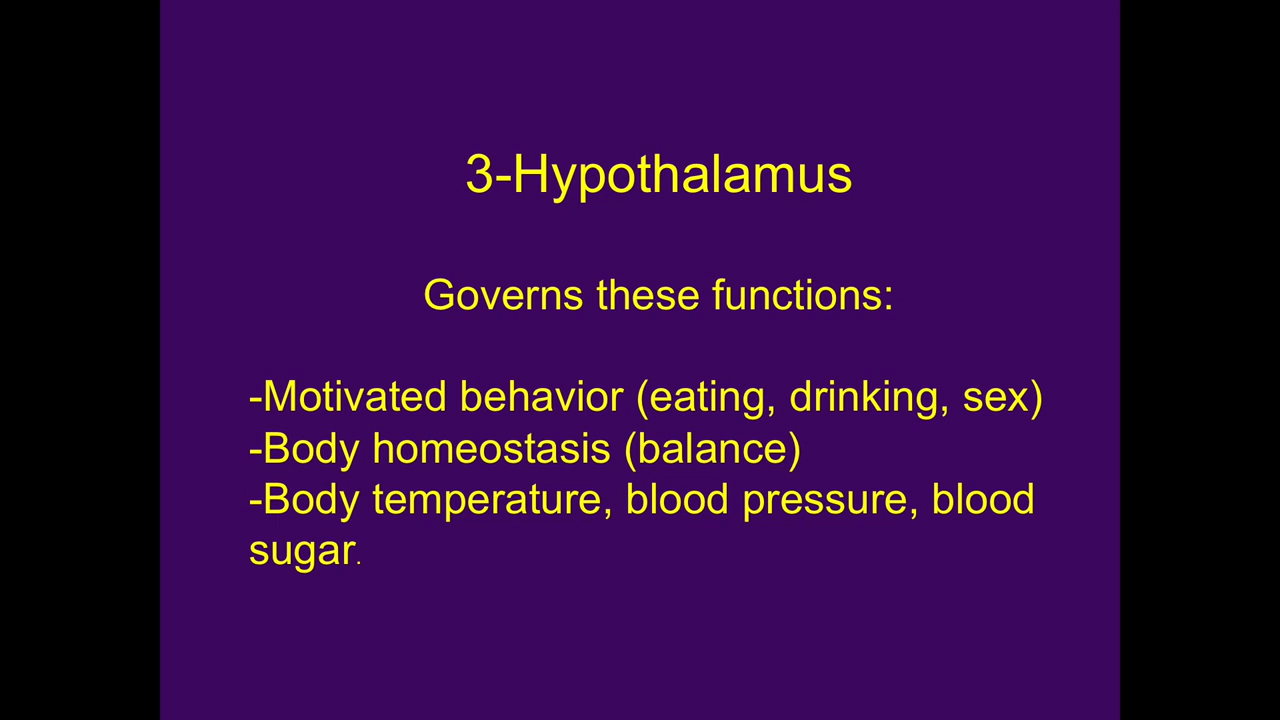 3-Hypothalamus
Governs these functions:
-Motivated behavior (eating, drinking, sex)
-Body homeostasis (balance)
-Body temperature, blood pressure, blood
sugar.